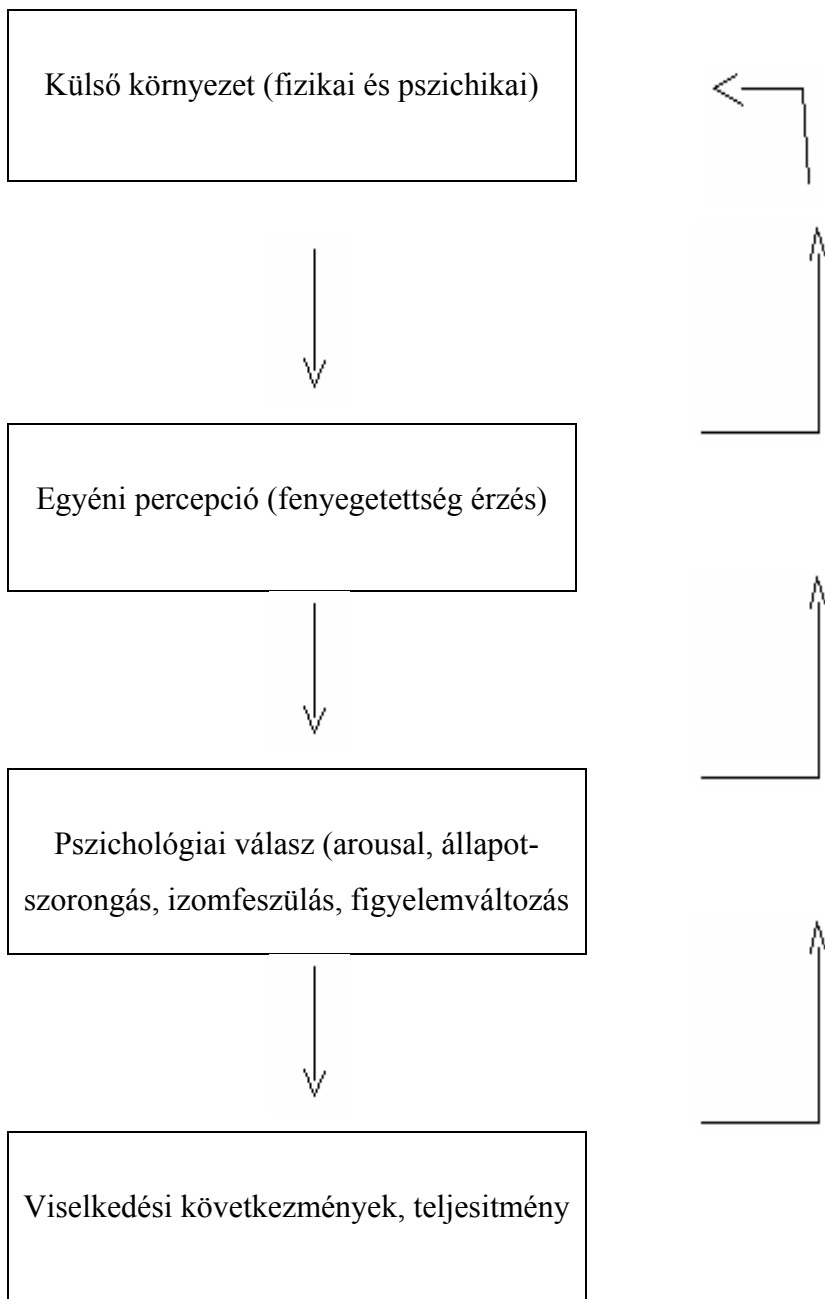 Külső környezet (fizikai és pszichikai)
Egyéni percepció (fenyegetettség érzés)
Pszichológiai válasz (arousal, állapot-
szorongás, izomfeszülás, figyelemváltozás
Viselkedési következmények, teljesitmény